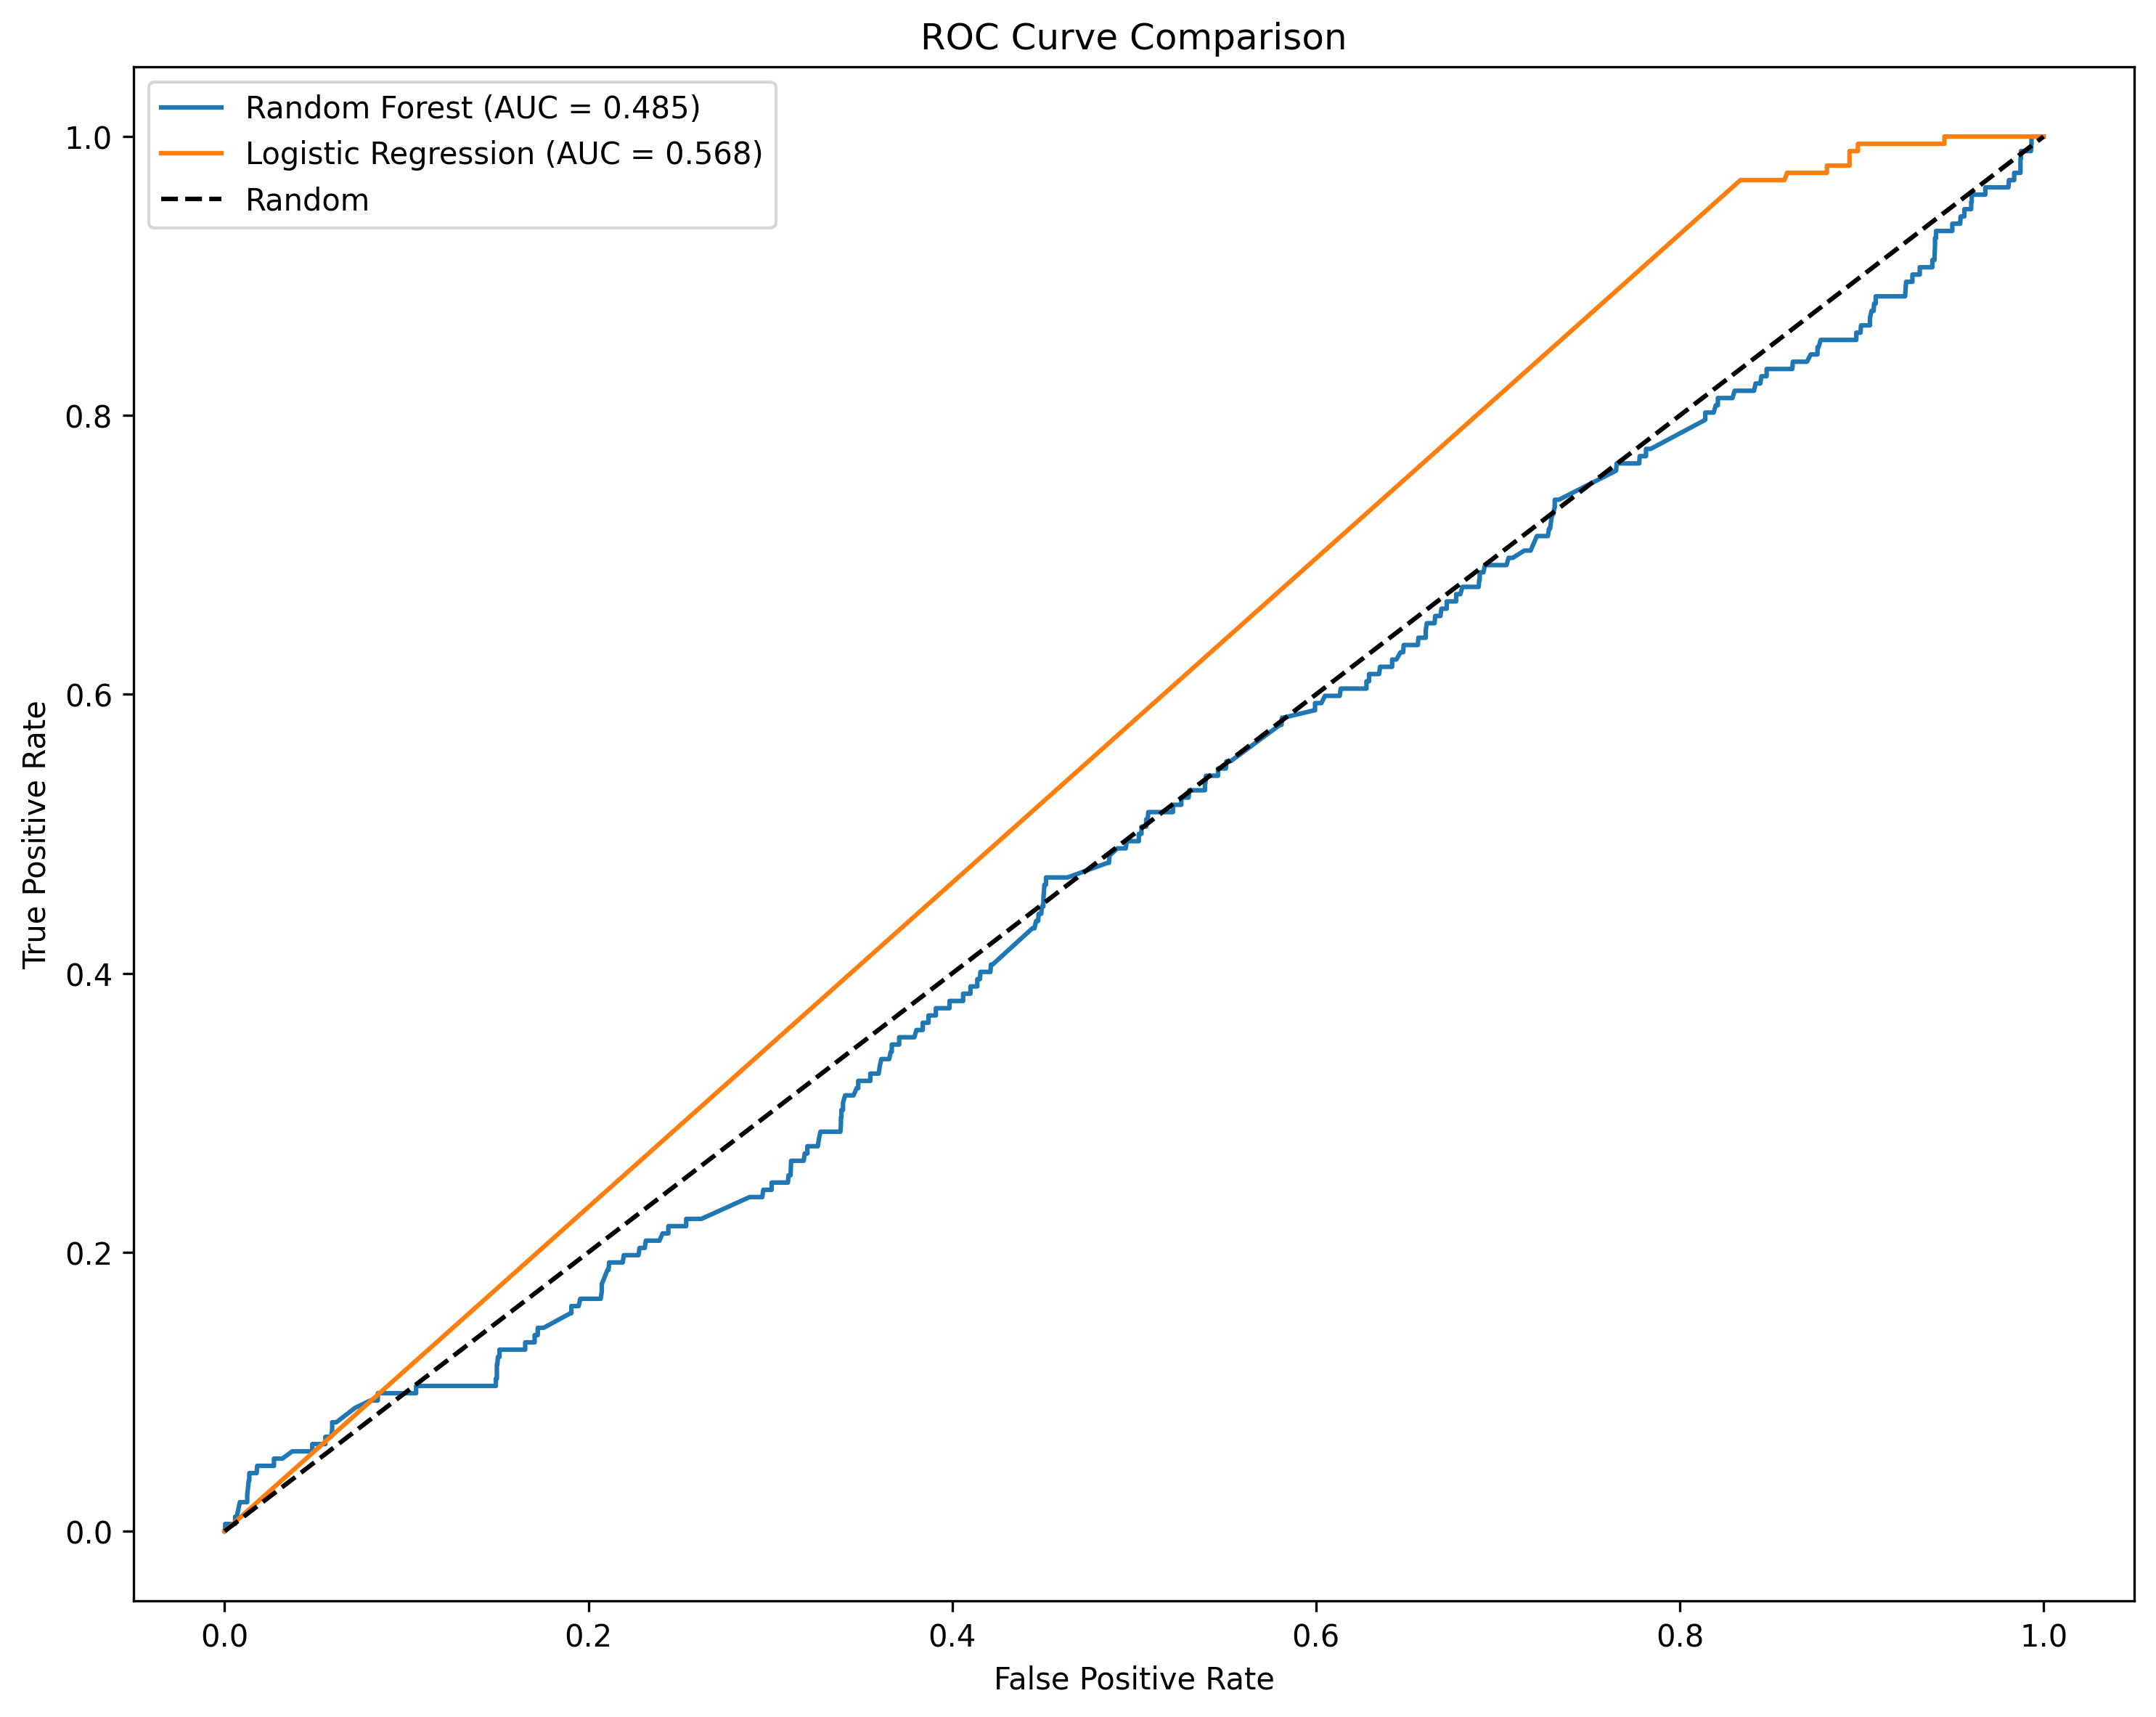 ROC Curve Comparison
Random Forest (AUC = 0.485)
Logistic Regression (AUC = 0.568)
Random
True Positive Rate
1.0
0.8
0.6
0.4
0.2
0.0
0.0 0.2 0.4 0.6 0.8 1.0
False Positive Rate